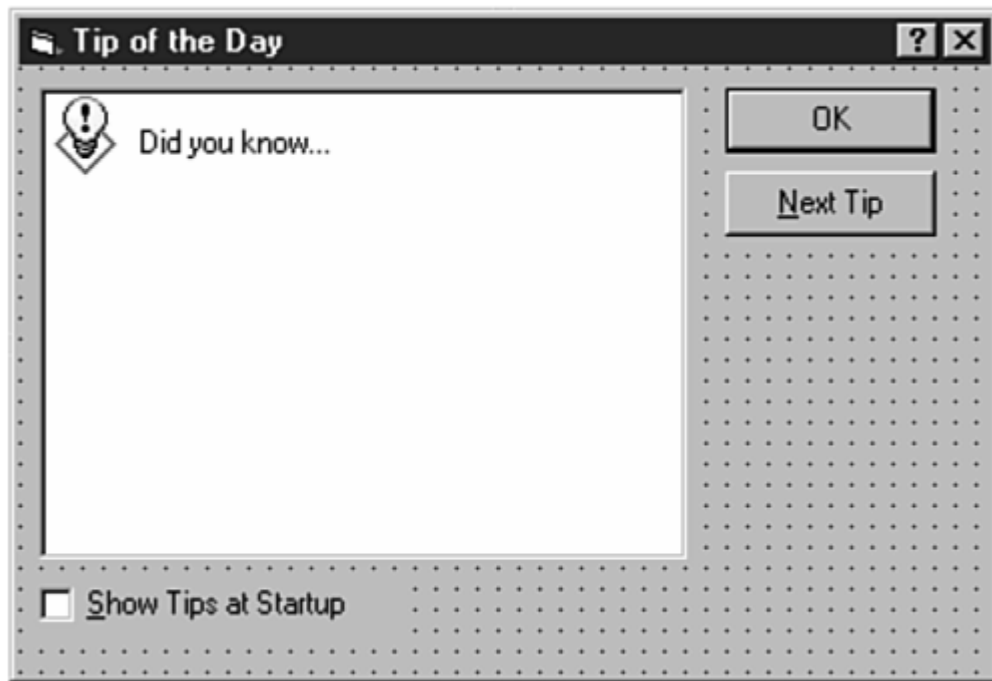 Tip of the Day
Did you know...
OK
Next Tip
Show Tips at Startup